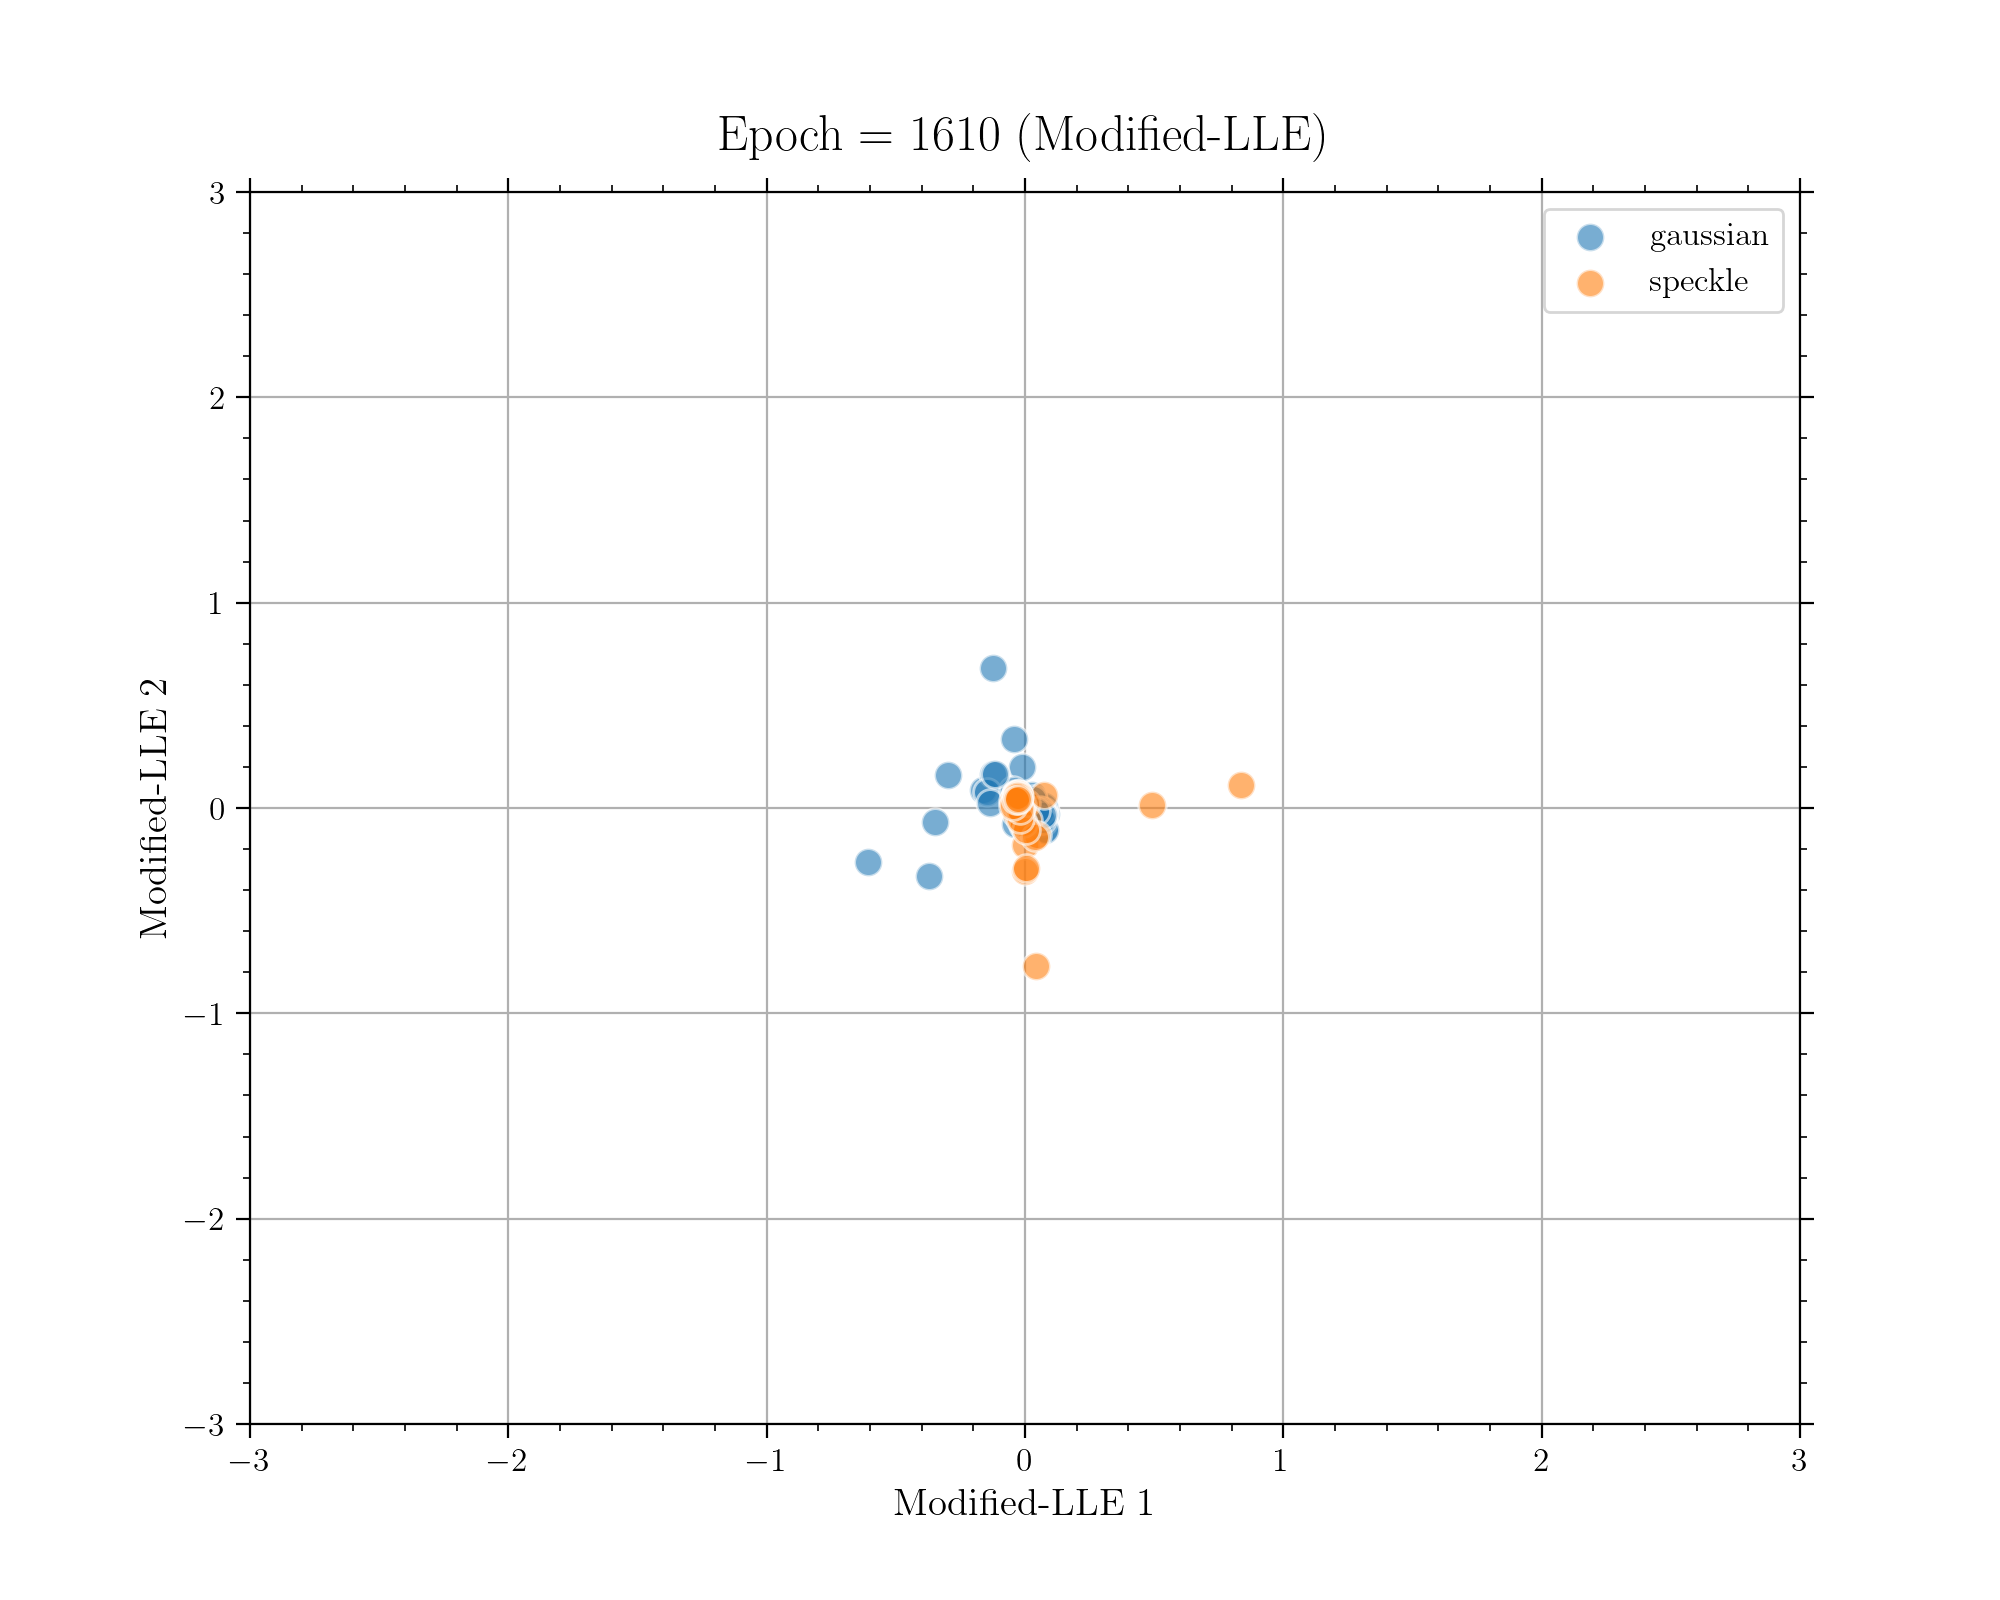 Epoch = 1610 (Modified-LLE)
gaussian
speckle
3
2
1
0
−1
−2
−3
Modified-LLE 2
−3 −2 −1 0 1 2 3
Modified-LLE 1